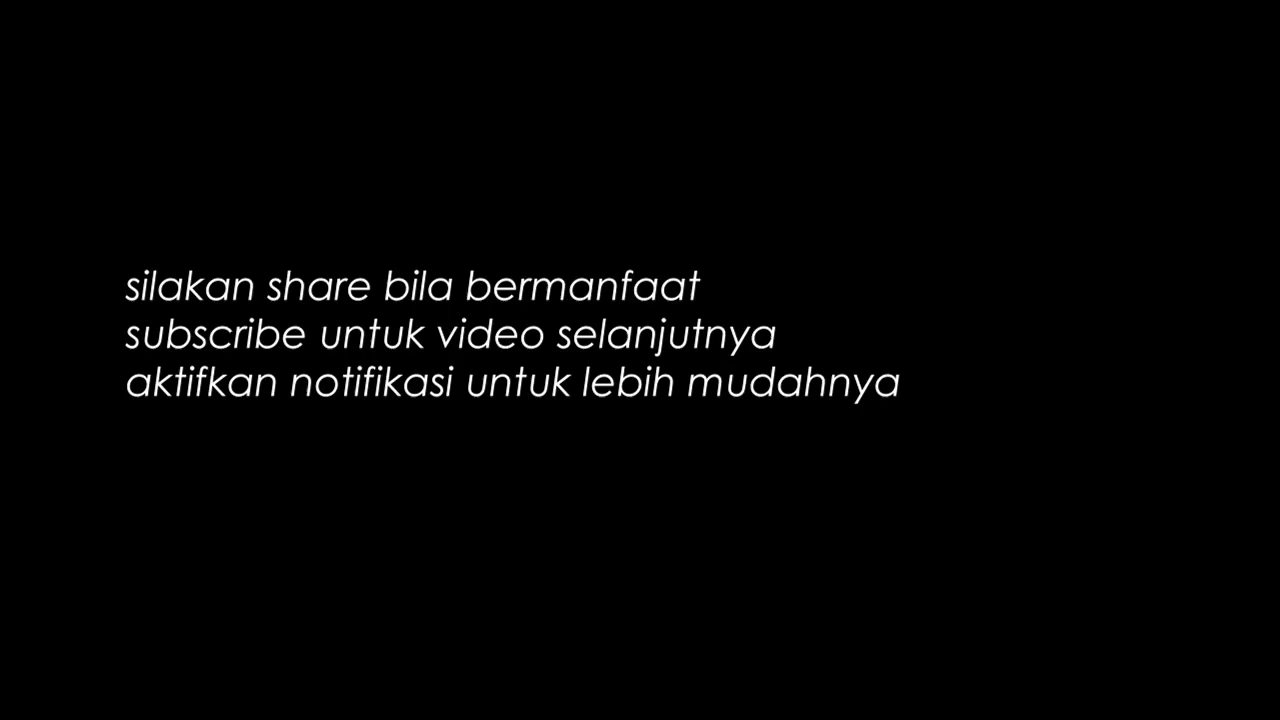 silakan share bila bermanfaat
subscribe untuk video selanjutnya
aktifkan notifikasi untuk lebih mudahnya